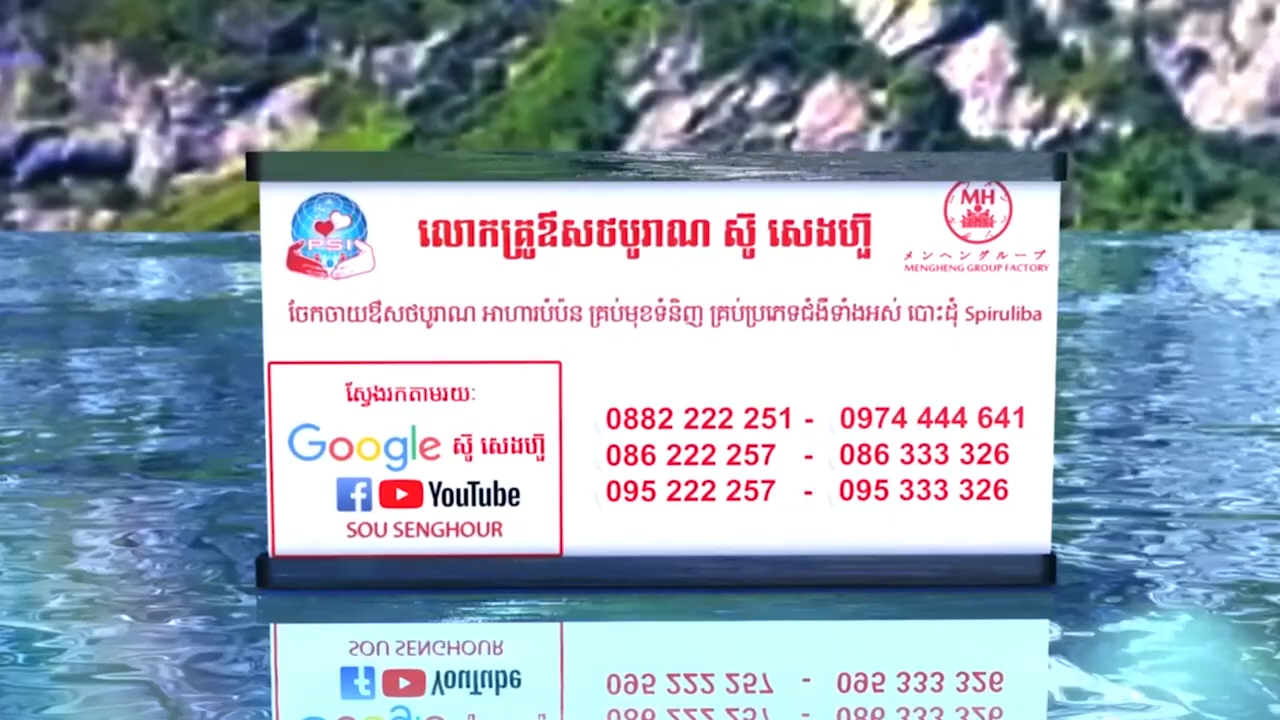 លោកគ្រូឪសថបូរាណ ស៊ូ សេងហ៊ួ
PSI
MH
メンヘングループ
MENGHENG GROUP FACTORY
ចែកចាយឱសថបូរាណ អាហារបំប៉ន គ្រប់មុខទំនិញ គ្រប់ប្រភេទជំងឺទាំងអស់ បោះដុំ Spiruliba
ស្វែងរកតាមរយៈ
Google ស៊ូ សេងហ៊ួ
f YouTube
SOU SENGHOUR
0882 222 251 - 0974 444 641
086 222 257 - 086 333 326
095 222 257 - 095 333 326